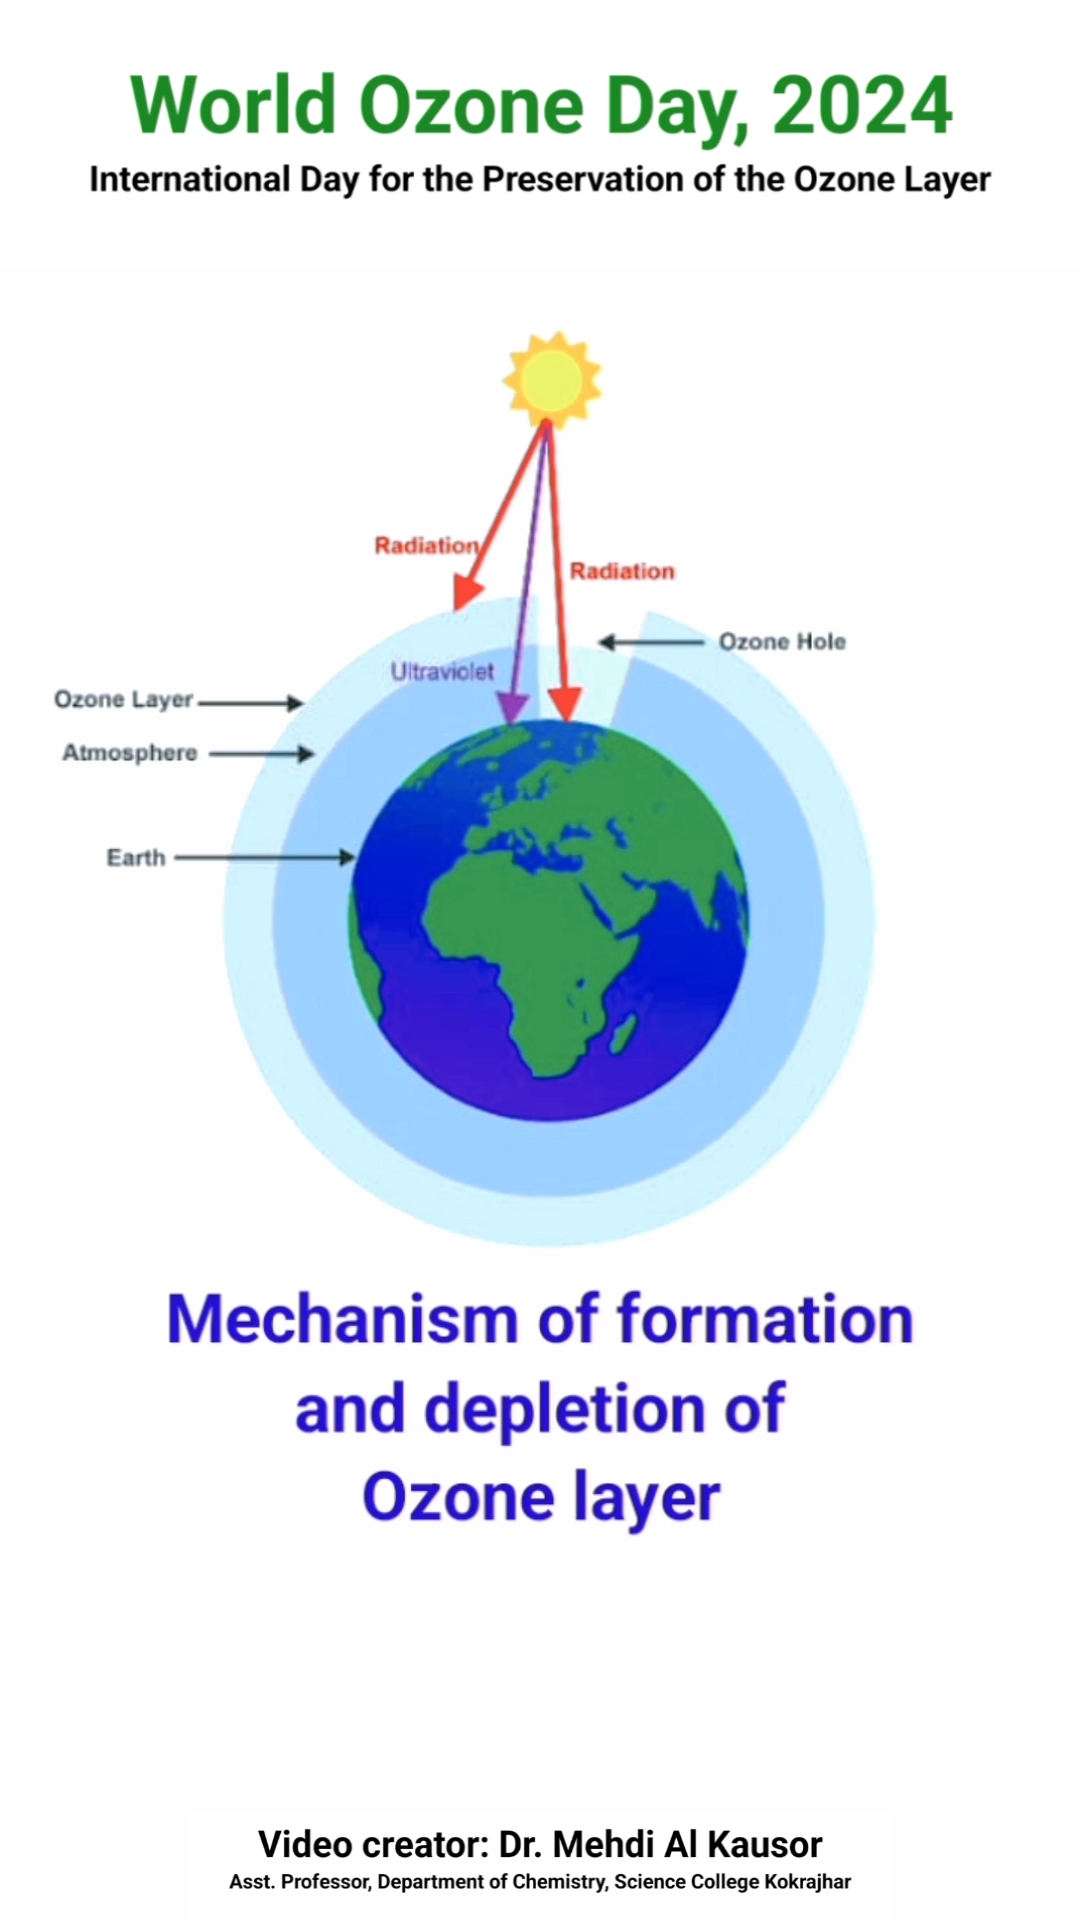 World Ozone Day, 2024
International Day for the Preservation of the Ozone Layer
Radiation
Radiation
Ozone Hole
Ultraviolet
Ozone Layer
Atmosphere
Earth
Mechanism of formation
and depletion of
Ozone layer
Video creator: Dr. Mehdi Al Kausor
Asst. Professor, Department of Chemistry, Science College Kokrajhar